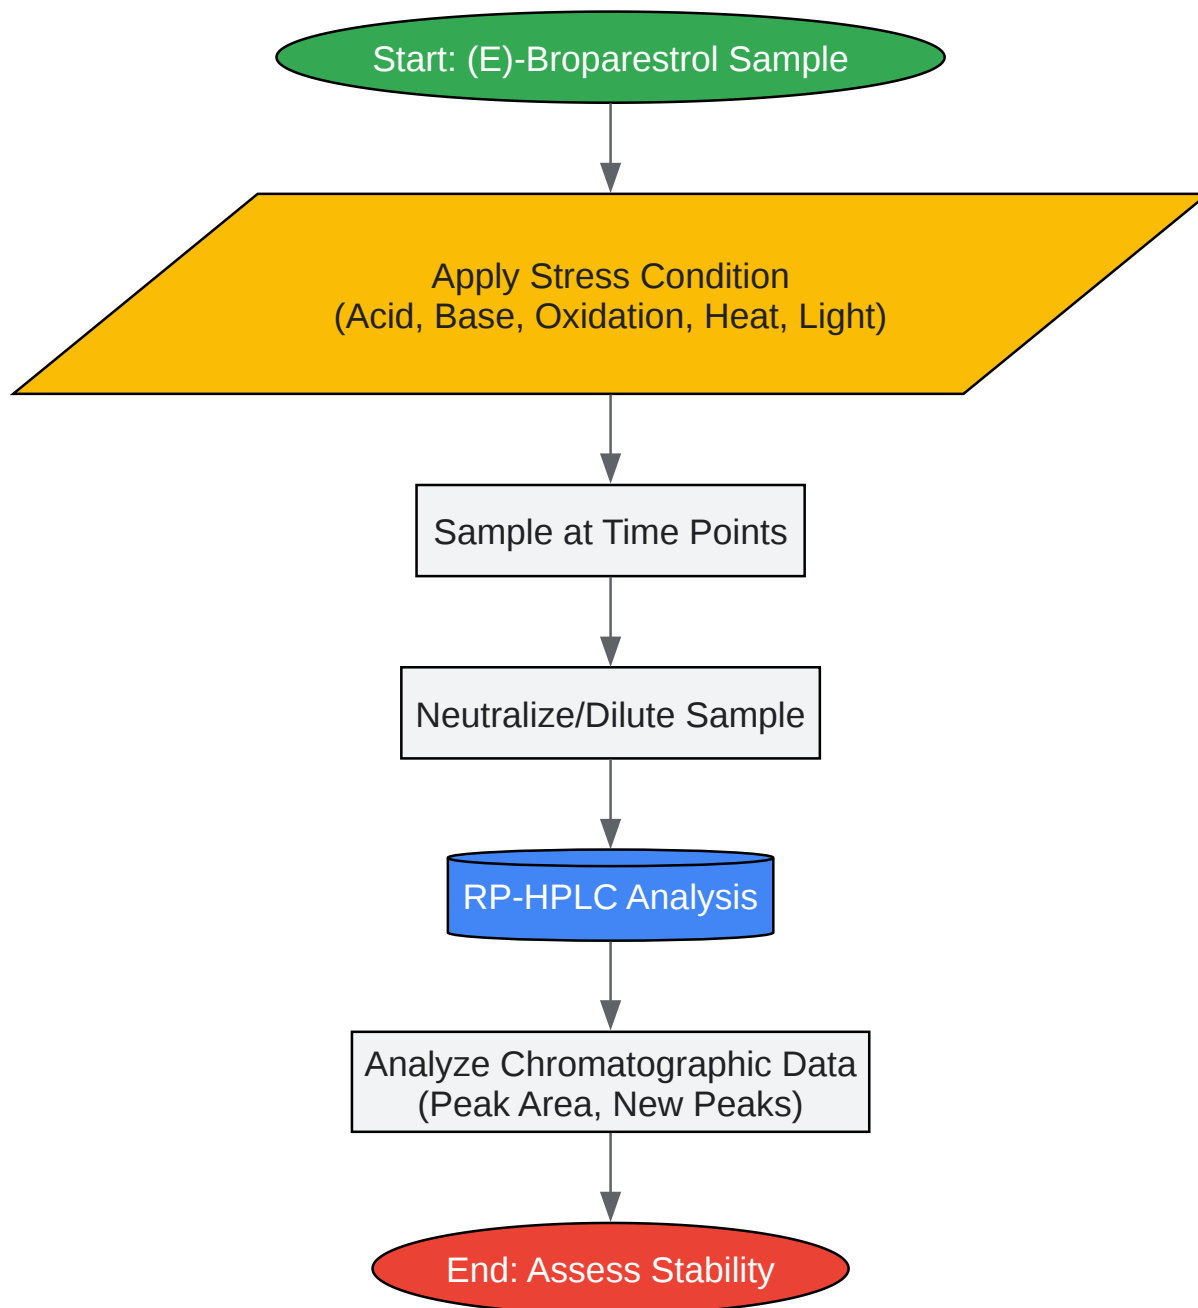 Start: (E)-Broparestrol Sample
Apply Stress Condition
(Acid, Base, Oxidation, Heat, Light)
Sample at Time Points
Neutralize/Dilute Sample
RP-HPLC Analysis
Analyze Chromatographic Data
(Peak Area, New Peaks)
End: Assess Stability